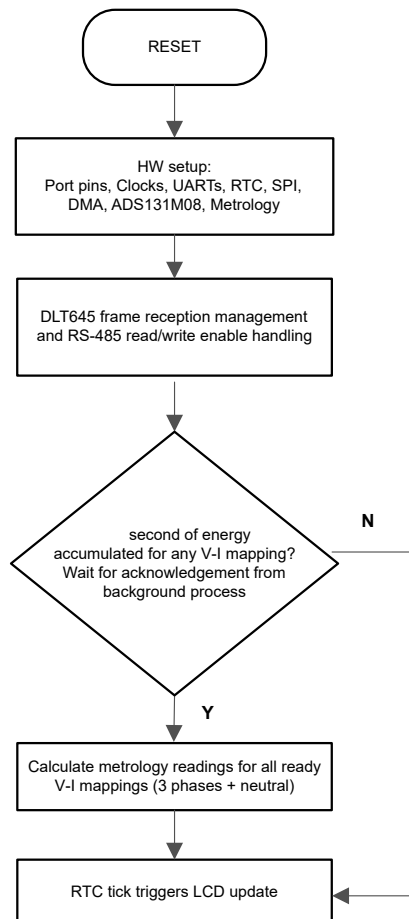 RESET
HW setup:
Port pins, Clocks, UARTs, RTC, SPI,
DMA, ADS131M08, Metrology
DLT645 frame reception management
and RS-485 read/write enable handling
second of energy
accumulated for any V-I mapping?
Wait for acknowledgement from
background process
N
Y
Calculate metrology readings for all ready
V-I mappings (3 phases + neutral)
RTC tick triggers LCD update